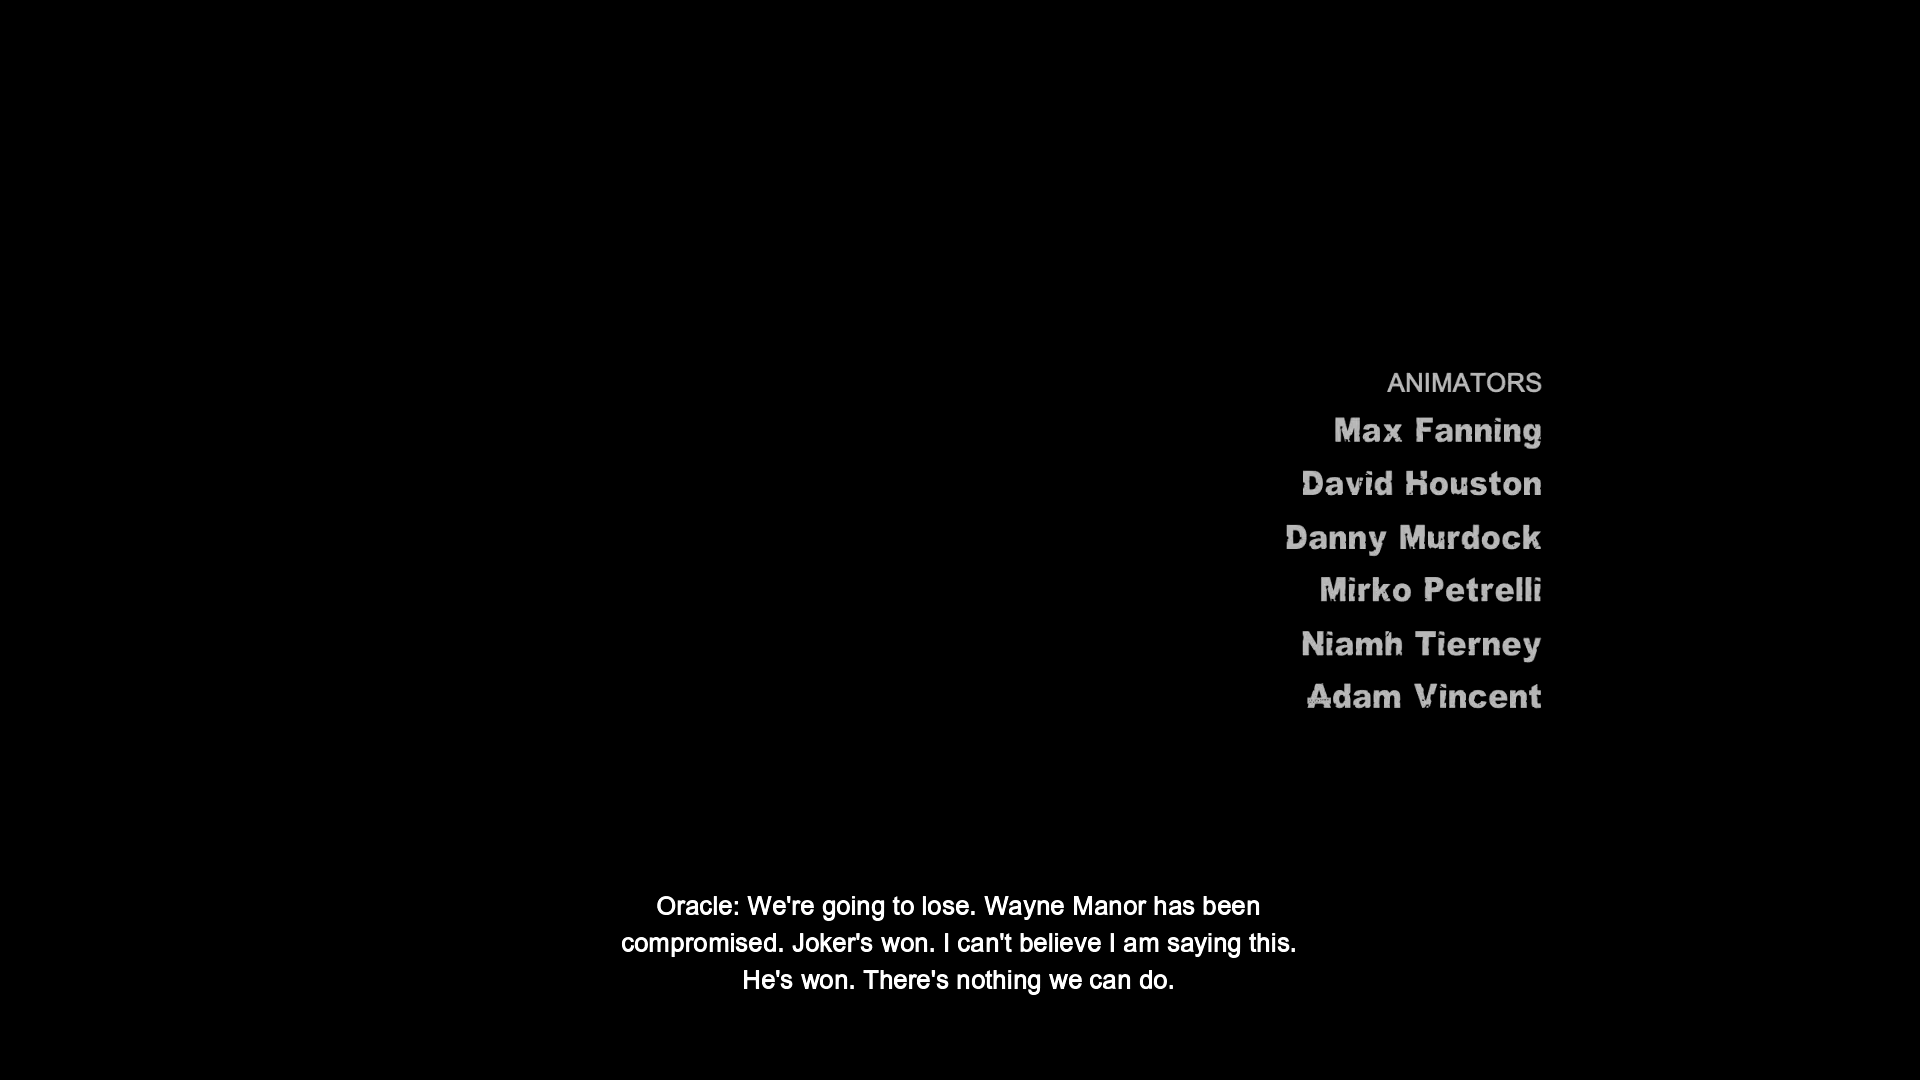 ANIMATORS
Max Fanning
David Houston
Danny Murdock
Mirko Petrelli
Niamh Tierney
Adam Vincent
Oracle: We're going to lose. Wayne Manor has been
compromised. Joker's won. I can't believe I am saying this.
He's won. There's nothing we can do.